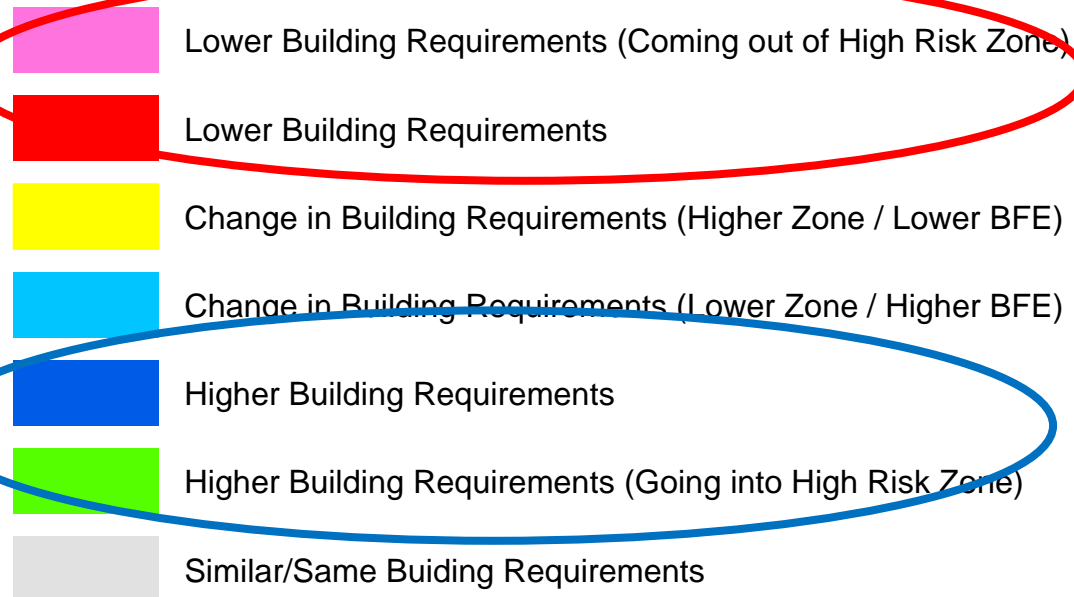 Lower Building Requirements (Coming out of High Risk Zone)
Lower Building Requirements
Change in Building Requirements (Higher Zone / Lower BFE)
Change in Building Requirements (Lower Zone / Higher BFE)
Higher Building Requirements
Higher Building Requirements (Going into High Risk Zone)
Similar/Same Buiding Requirements